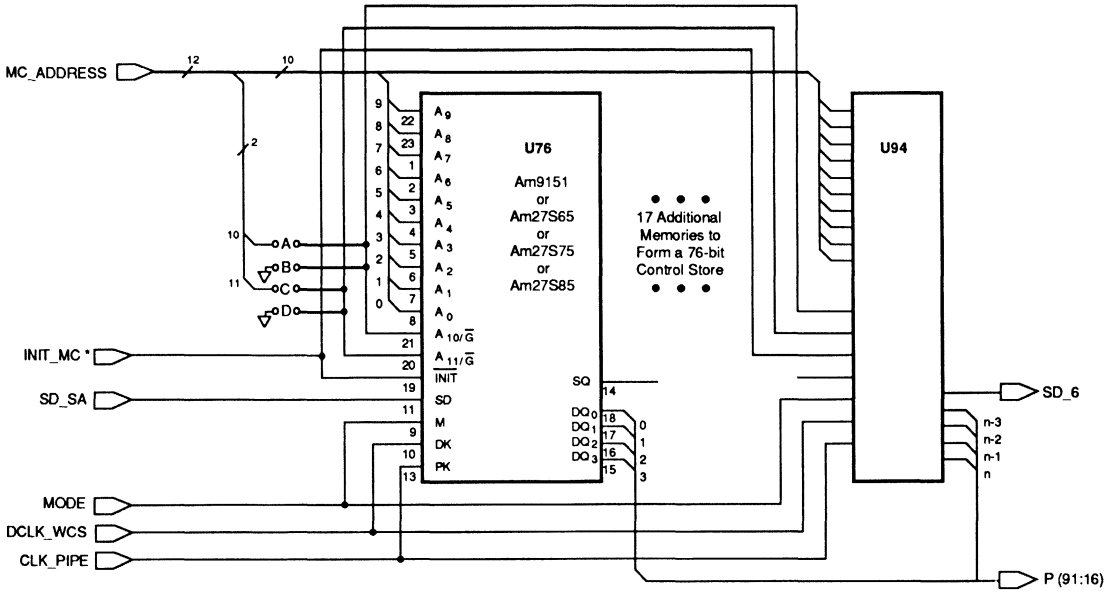 MC_ADDRESS
12
10
2
10
11
A
B
C
D
INIT_MC *
SD_SA
MODE
DCLK_WCS
CLK_PIPE
9
8
7
6
5
4
3
2
1
0
22
23
1
2
3
4
5
6
7
8
21
20
19
11
9
10
13
A9
A8
A7
A6
A5
A4
A3
A2
A1
A0
A10/G̅
A11/G̅
I̅N̅I̅T̅
SD
M
DK
PK
U76
Am9151
or
Am27S65
or
Am27S75
or
Am27S85
SQ
DQ0
DQ1
DQ2
DQ3
14
18
17
16
15
0
1
2
3
17 Additional
Memories to
Form a 76-bit
Control Store
U94
SD_6
n-3
n-2
n-1
n
P (91:16)